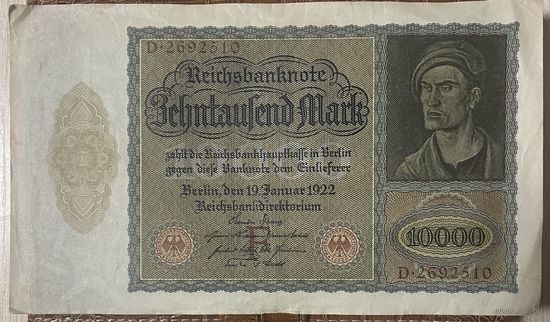 D·2692510
Reichsbanknote
Zehntausend Mark
zahlt die Reichsbankhauptkasse in Berlin
gegen diese Banknote dem Einlieferer
Berlin, den 19. Januar 1922
Reichsbankdirektorium
F
10000
D·2692510